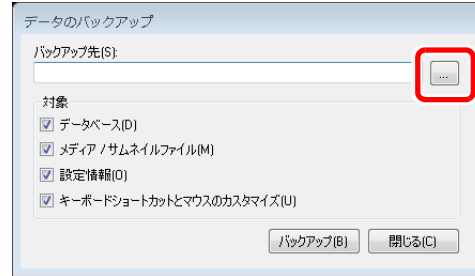 データのバックアップ
バックアップ先(S):
...
対象
データベース(D)
メディア / サムネイルファイル(M)
設定情報(O)
キーボードショートカットとマウスのカスタマイズ(U)
バックアップ(B) 閉じる(C)